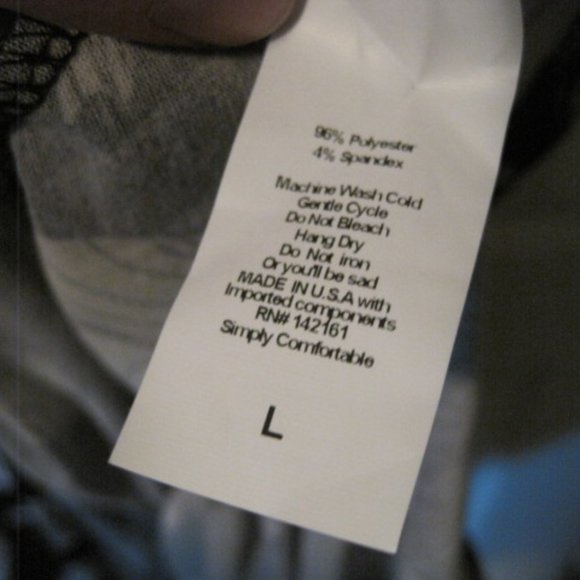 96% Polyester
4% Spandex
Machine Wash Cold
Gentle Cycle
Do Not Bleach
Hang Dry
Do Not iron
Or you'll be sad
MADE IN U.S.A with
Imported components
RN# 142161
Simply Comfortable
L